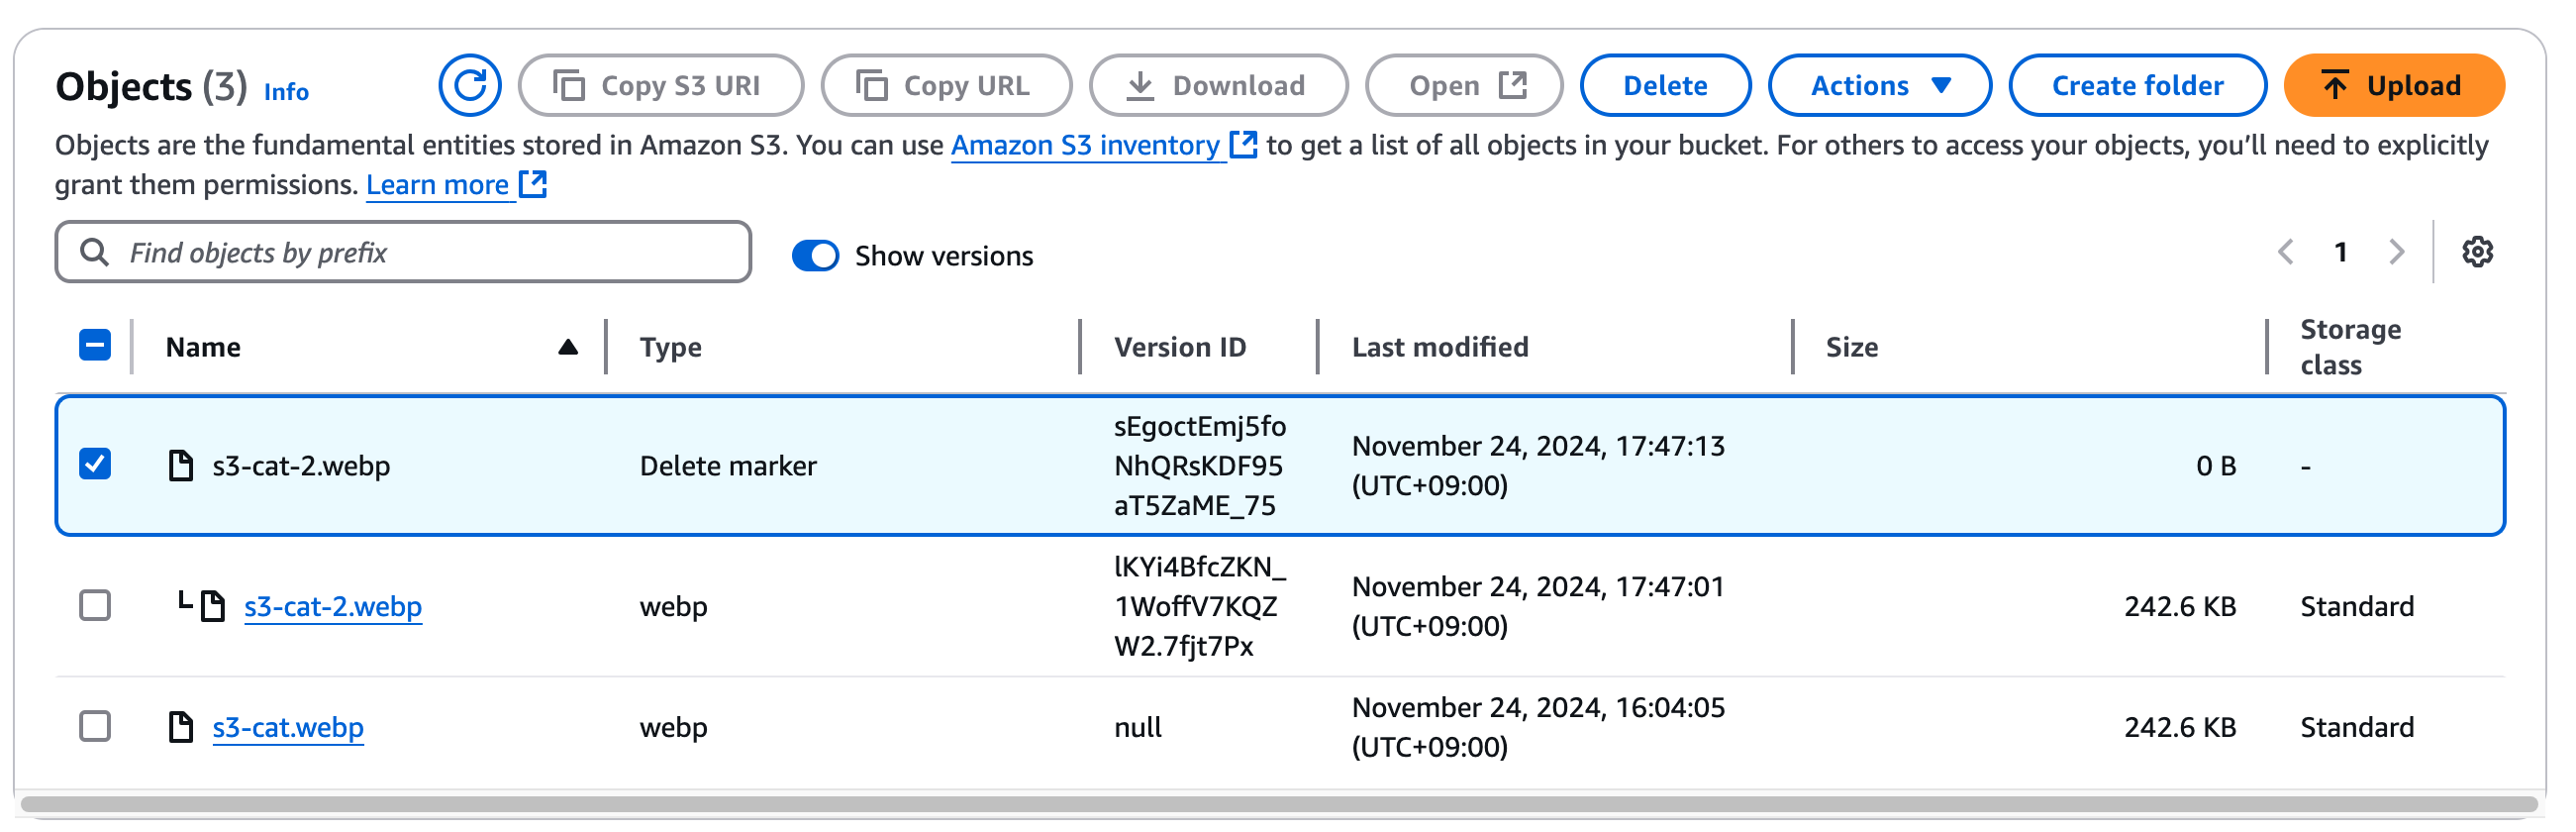 Objects (3) Info Copy S3 URI Copy URL Download Open Delete Actions Create folder Upload
Objects are the fundamental entities stored in Amazon S3. You can use Amazon S3 inventory to get a list of all objects in your bucket. For others to access your objects, you’ll need to explicitly
grant them permissions. Learn more
Find objects by prefix Show versions 1
Name Type Version ID Last modified Size Storage class
s3-cat-2.webp Delete marker sEgoctEmj5fo November 24, 2024, 17:47:13 0 B -
NhQRsKDF95 (UTC+09:00)
aT5ZaME_75
s3-cat-2.webp webp lKYi4BfcZKN_ November 24, 2024, 17:47:01 242.6 KB Standard
1WoffV7KQZ (UTC+09:00)
W2.7fjt7Px
s3-cat.webp webp null November 24, 2024, 16:04:05 242.6 KB Standard
(UTC+09:00)